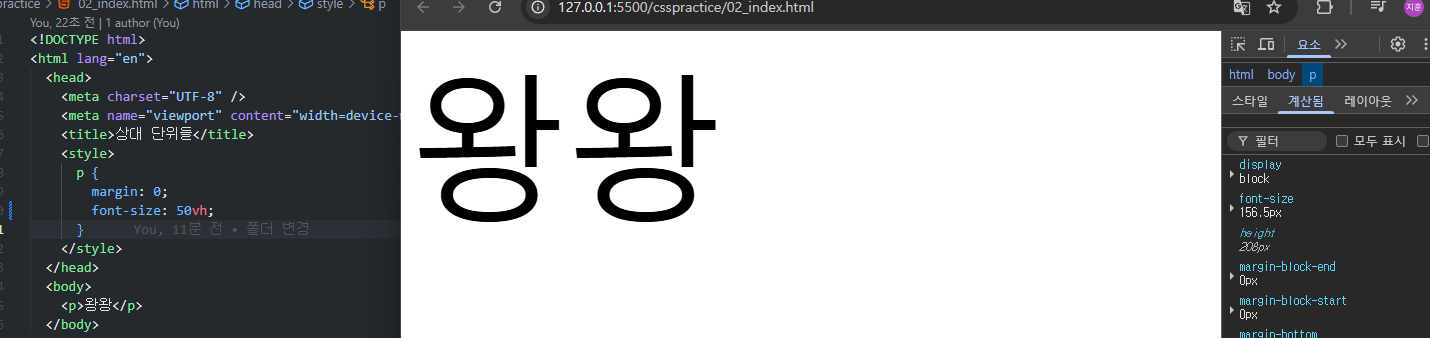 practice > 02_index.html > html > head > style > p
You, 22초 전 | 1 author (You)
<!DOCTYPE html>
<html lang="en">
<head>
<meta charset="UTF-8" />
<meta name="viewport" content="width=device-
<title>상대 단위들</title>
<style>
p {
margin: 0;
font-size: 50vh;
} You, 11분 전 • 폴더 변경
</style>
</head>
<body>
<p>왕왕</p>
</body>
127.0.0.1:5500/csspractice/02_index.html
지훈
왕왕
요소
html body p
스타일 계산됨 레이아웃
필터 모두 표시
display
block
font-size
156.5px
height
208px
margin-block-end
0px
margin-block-start
0px
margin-bottom